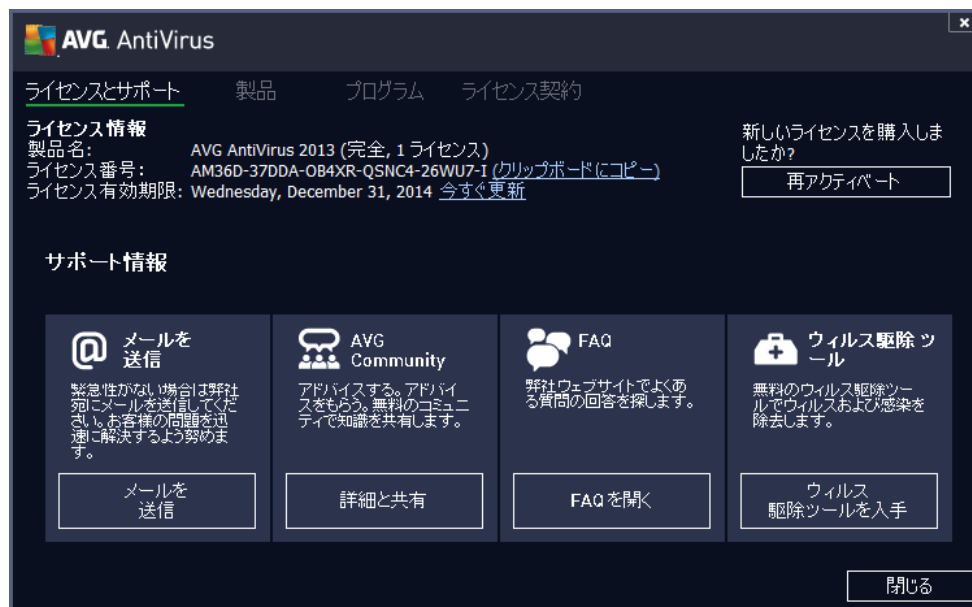 AVG. AntiVirus
ライセンスとサポート 製品 プログラム ライセンス契約
ライセンス情報
製品名: AVG AntiVirus 2013 (完全, 1 ライセンス)
ライセンス番号: AM36D-37DDA-OB4XR-QSNC4-26WU7-I (クリップボードにコピー)
ライセンス有効期限: Wednesday, December 31, 2014 今すぐ更新
新しいライセンスを購入しま
したか?
再アクティベート
サポート情報
メールを
送信
緊急性がない場合は弊社
宛にメールを送信してくだ
さい。お客様の問題を迅
速に解決するよう努めま
す。
メールを
送信
AVG
Community
アドバイスする。アドバイ
スをもらう。無料のコミュニ
ティで知識を共有します。
詳細と共有
FAQ
弊社ウェブサイトでよくあ
る質問の回答を探します。
FAQ を開く
ウィルス駆除 ツ
ール
無料のウィルス駆除ツー
ルでウィルスおよび感染を
除去します。
ウィルス
駆除ツールを入手
閉じる